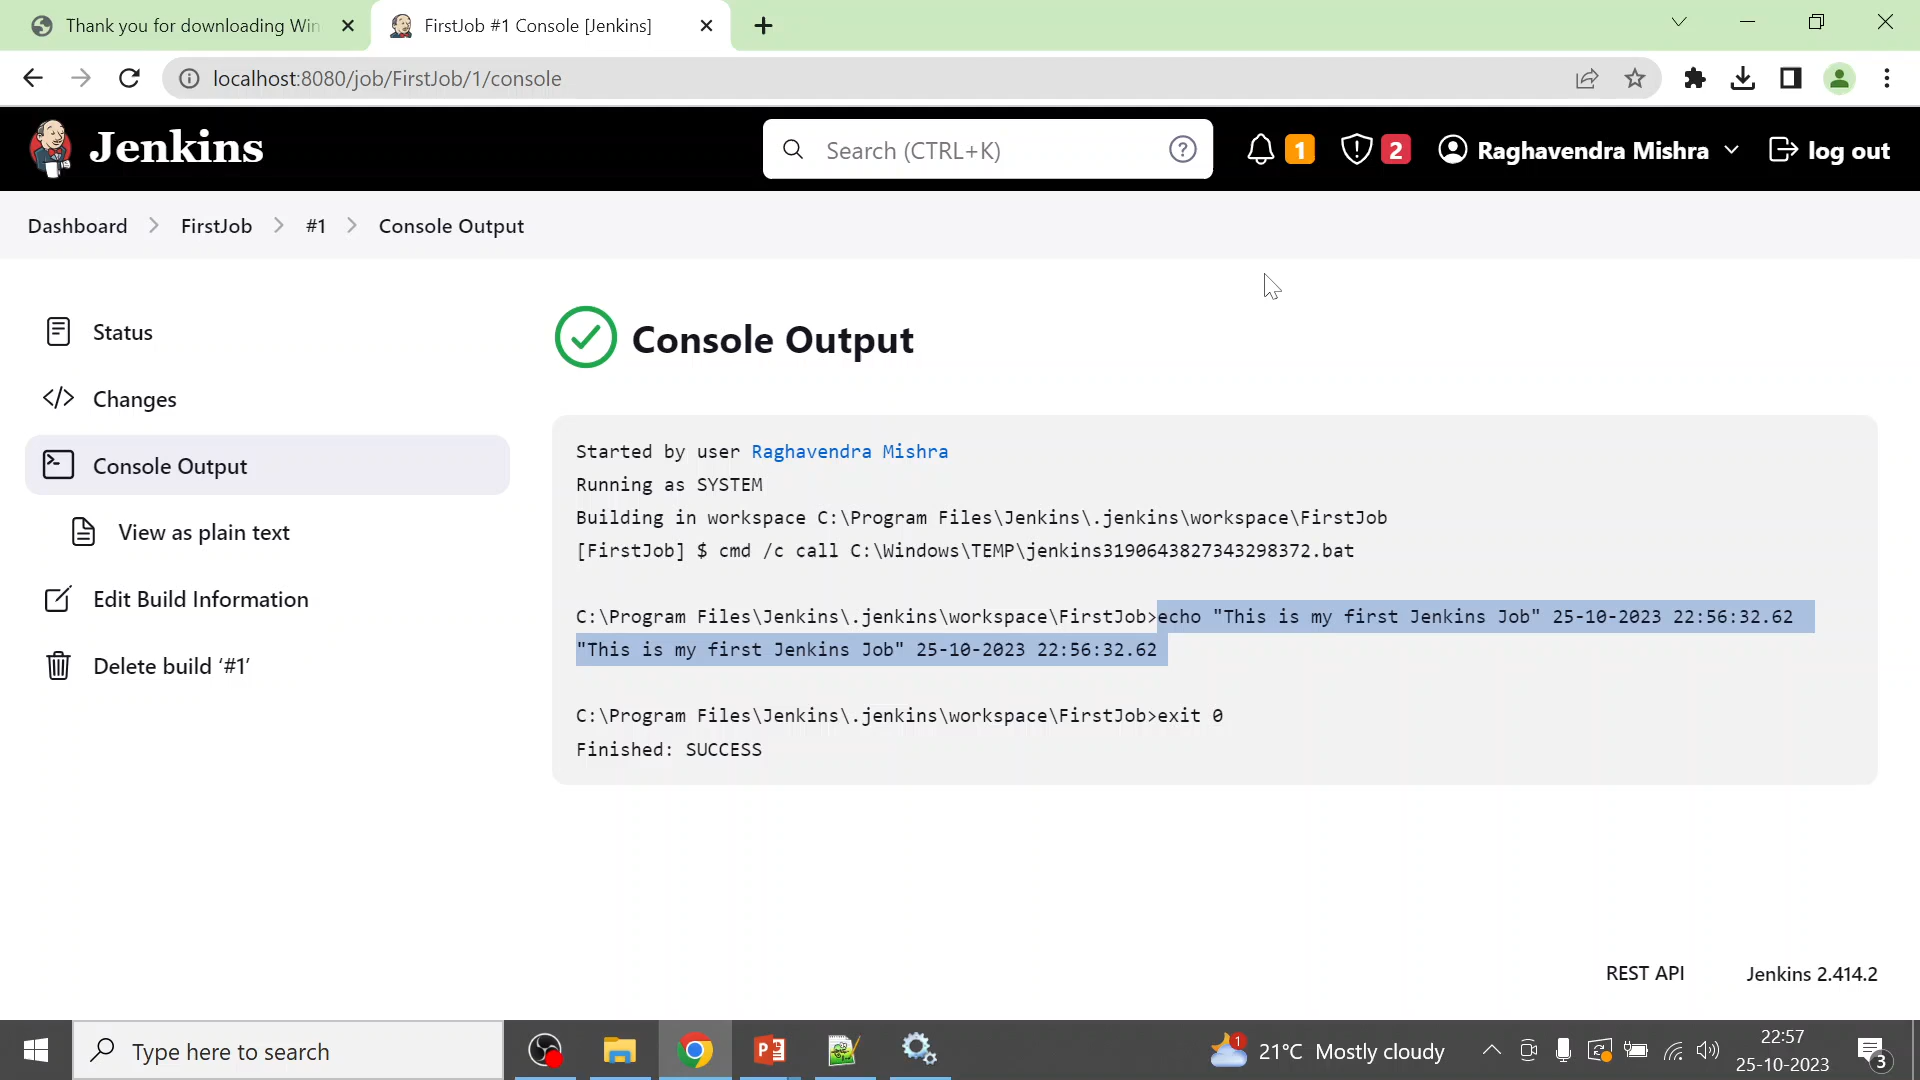 Thank you for downloading Win
FirstJob #1 Console [Jenkins]
localhost:8080/job/FirstJob/1/console
Jenkins
Search (CTRL+K)
1
2
Raghavendra Mishra
log out
Dashboard
FirstJob
#1
Console Output
Status
Changes
Console Output
View as plain text
Edit Build Information
Delete build ‘#1’
Console Output
Started by user Raghavendra Mishra
Running as SYSTEM
Building in workspace C:\Program Files\Jenkins\.jenkins\workspace\FirstJob
[FirstJob] $ cmd /c call C:\Windows\TEMP\jenkins3190643827343298372.bat
C:\Program Files\Jenkins\.jenkins\workspace\FirstJob>echo "This is my first Jenkins Job" 25-10-2023 22:56:32.62
"This is my first Jenkins Job" 25-10-2023 22:56:32.62
C:\Program Files\Jenkins\.jenkins\workspace\FirstJob>exit 0
Finished: SUCCESS
REST API
Jenkins 2.414.2
Type here to search
1
21°C Mostly cloudy
22:57
25-10-2023
3